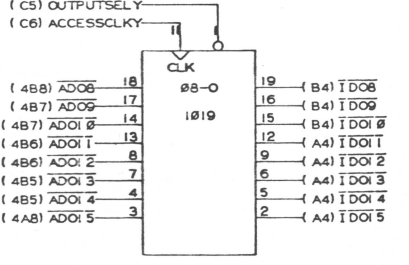 ( C5) OUTPUTSELY
( C6) ACCESSCLKY
11 1
CLK
( 4B8) ADO8 18 Ø8-O 19 ( B4) IDO8
( 4B7) ADO9 17 16 ( B4) IDO9
( 4B7) ADO1Ø 14 1Ø19 15 ( B4) IDO1Ø
( 4B6) ADO11 13 12 ( A4) IDO11
( 4B6) ADO12 8 9 ( A4) IDO12
( 4B5) ADO13 7 6 ( A4) IDO13
( 4B5) ADO14 4 5 ( A4) IDO14
( 4A8) ADO15 3 2 ( A4) IDO15